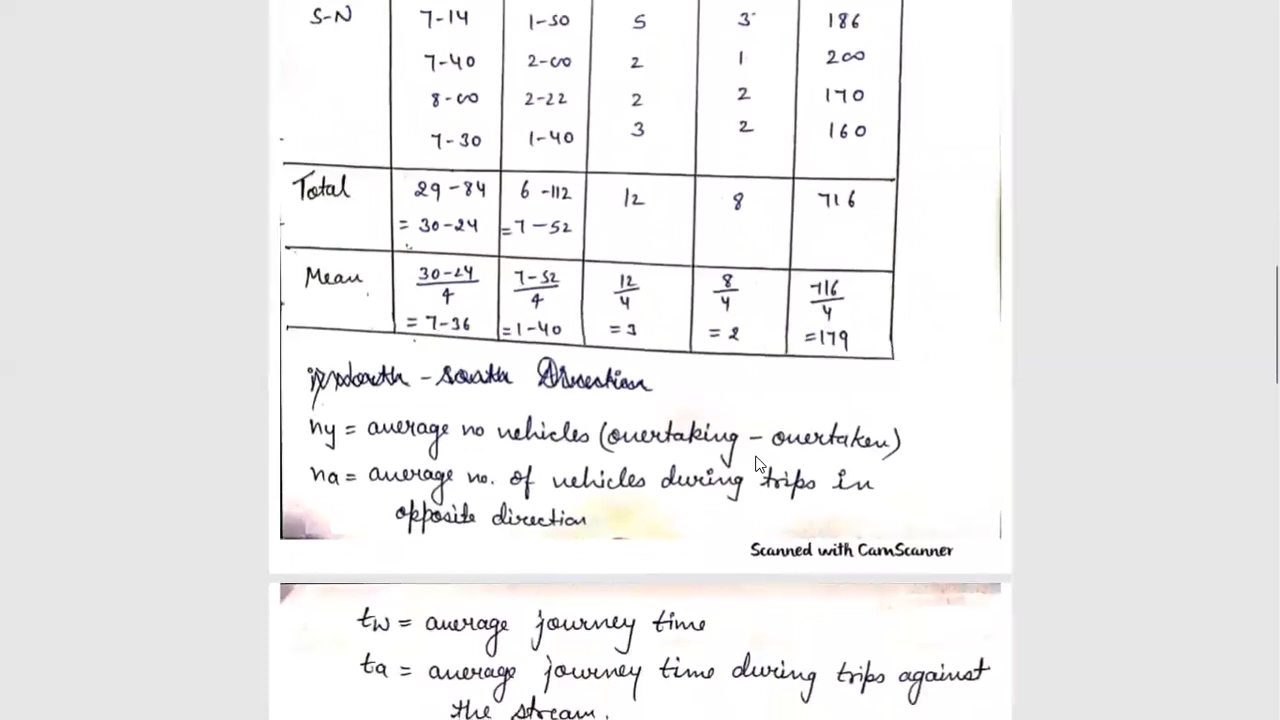 S-N 7-14 1-50 5 3 186
7-40 2-00 2 1 200
8-00 2-22 2 2 170
7-30 1-40 3 2 160
Total 29-84 6-112 12 8 716
= 30-24 = 7-52
Mean 30-24/4 7-52/4 12/4 8/4 716/4
= 7-36 = 1-40 = 3 = 2 = 179
North - South Direction
ny = average no vehicles (overtaking - overtaken)
na = average no. of vehicles during trips in
opposite direction
Scanned with CamScanner
tw = average journey time
ta = average journey time during trips against
the stream.